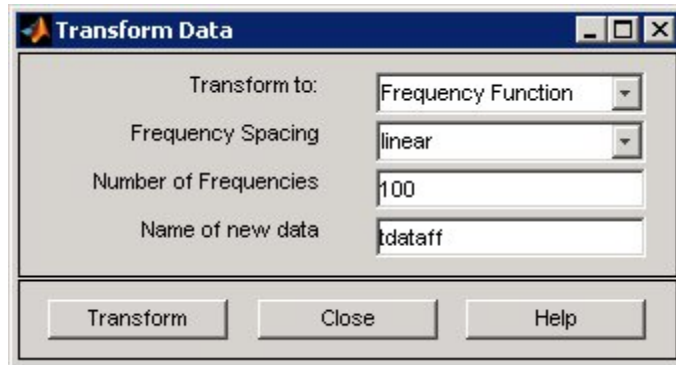 Transform Data
Transform to: Frequency Function
Frequency Spacing linear
Number of Frequencies 100
Name of new data tdataff
Transform Close Help